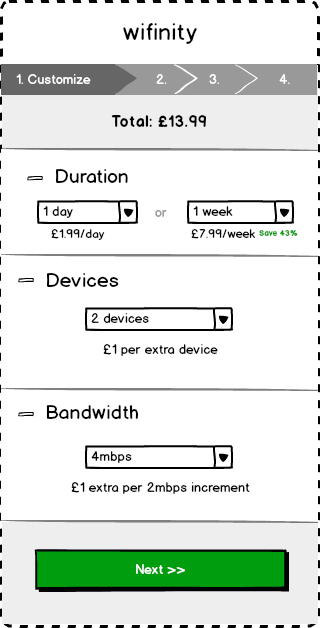 wifinity
1. Customize 2. 3. 4.
Total: £13.99
Duration
1 day or 1 week
£1.99/day £7.99/week Save 43%
Devices
2 devices
£1 per extra device
Bandwidth
4mbps
£1 extra per 2mbps increment
Next >>